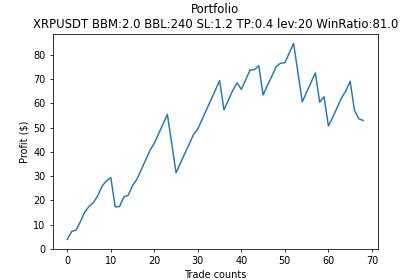 Portfolio
XRPUSDT BBM:2.0 BBL:240 SL:1.2 TP:0.4 lev:20 WinRatio:81.0
80
70
60
50
40
30
20
10
0
Profit ($)
0 10 20 30 40 50 60 70
Trade counts